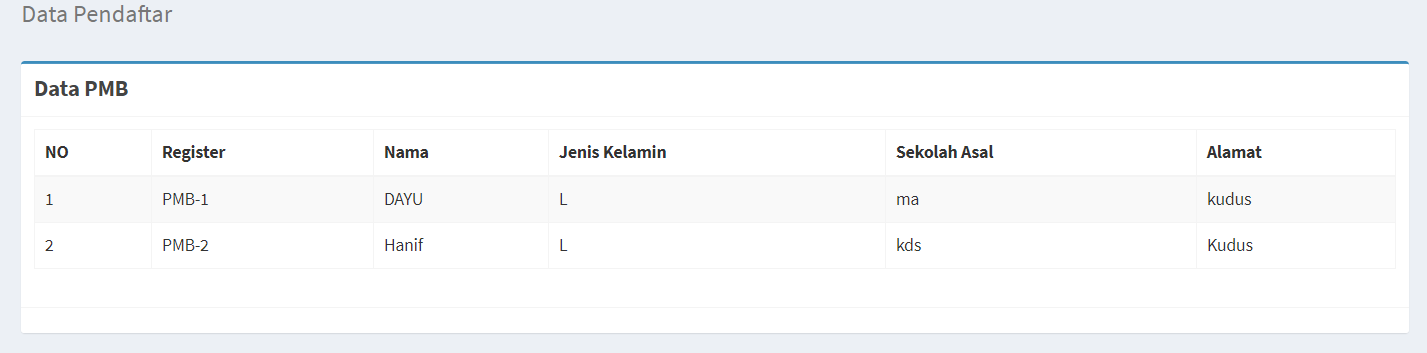 Data Pendaftar
Data PMB
NO Register Nama Jenis Kelamin Sekolah Asal Alamat
1 PMB-1 DAYU L ma kudus
2 PMB-2 Hanif L kds Kudus